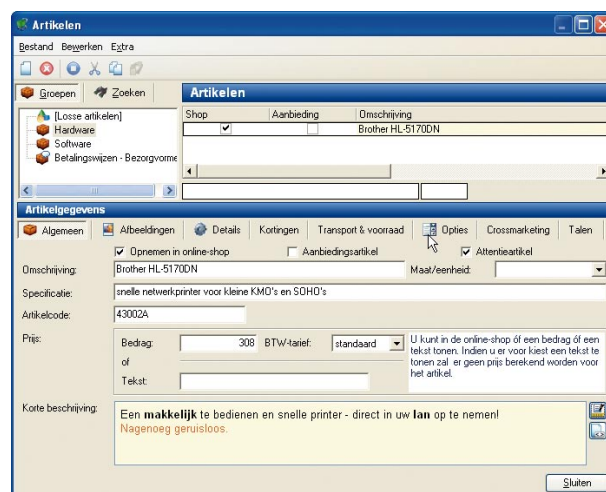 Artikelen
Bestand Bewerken Extra
Groepen Zoeken
Artikelen
[Losse artikelen]
Hardware
Software
Betalingswijzen - Bezorgvorme
Shop Aanbieding Omschrijving
Brother HL-5170DN
Artikelgegevens
Algemeen Afbeeldingen Details Kortingen Transport & voorraad Opties Crossmarketing Talen
Opnemen in online-shop Aanbiedingsartikel Attentieartikel
Omschrijving: Brother HL-5170DN Maat/eenheid:
Specificatie: snelle netwerkprinter voor kleine KMO's en SOHO's
Artikelcode: 43002A
Prijs: Bedrag: 308 BTW-tarief: standaard
of
Tekst:
U kunt in de online-shop óf een bedrag óf een
tekst tonen. Indien u er voor kiest een tekst te
tonen zal er geen prijs berekend worden voor
het artikel.
Korte beschrijving:
Een makkelijk te bedienen en snelle printer - direct in uw lan op te nemen!
Nagenoeg geruisloos.
Sluiten